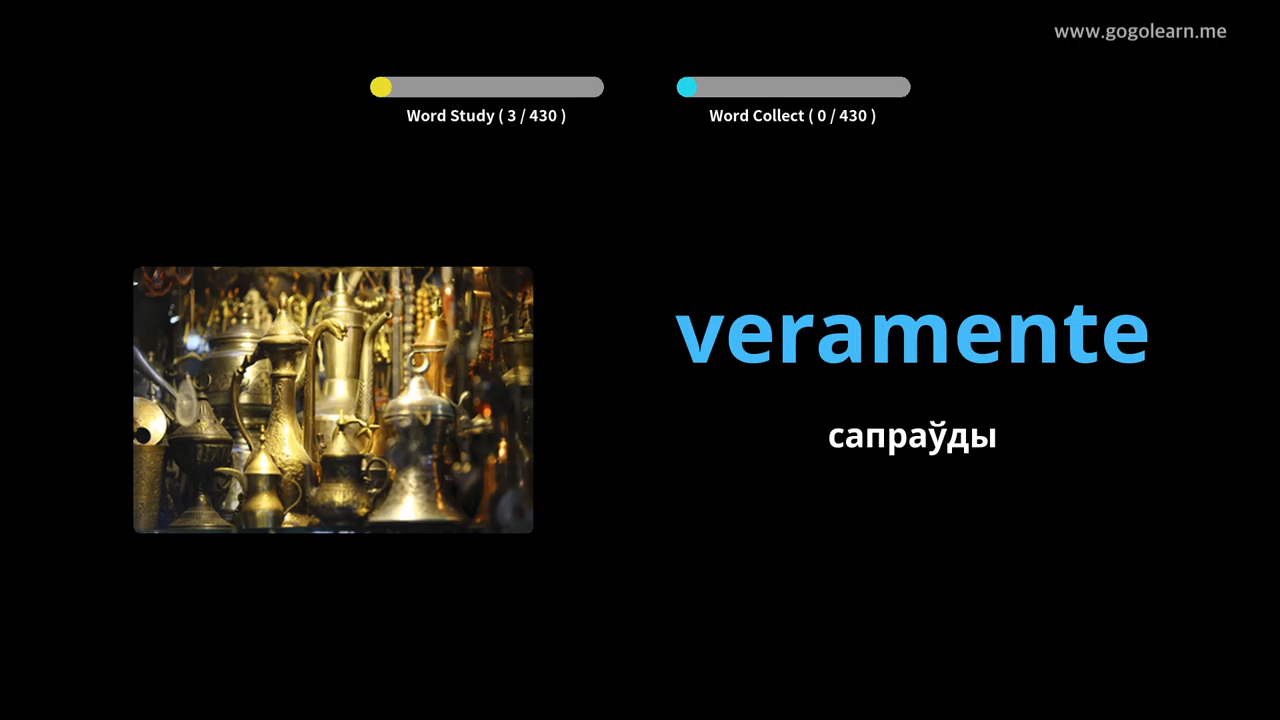 www.gogolearn.me
Word Study ( 3 / 430 )
Word Collect ( 0 / 430 )
veramente
сапраўды